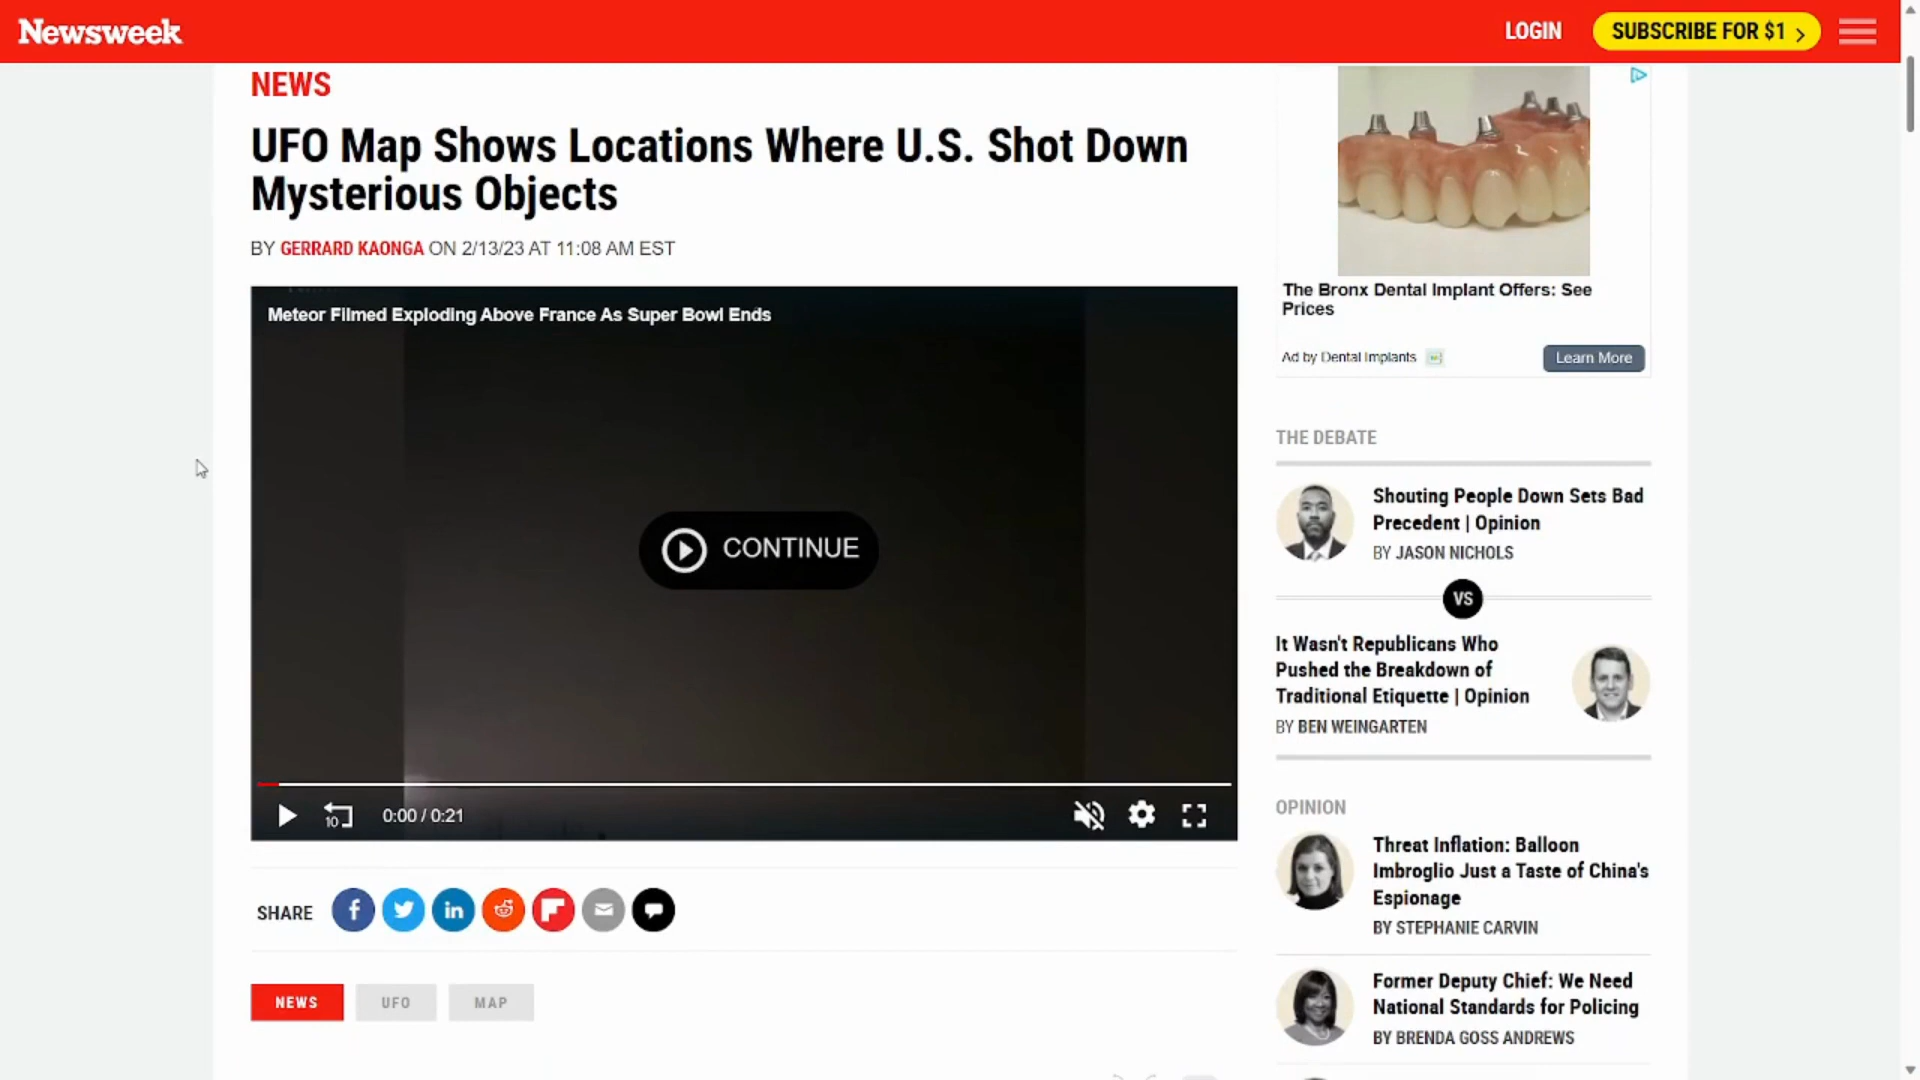 Newsweek
LOGIN
SUBSCRIBE FOR $1
NEWS
UFO Map Shows Locations Where U.S. Shot Down
Mysterious Objects
BY GERRARD KAONGA ON 2/13/23 AT 11:08 AM EST
Meteor Filmed Exploding Above France As Super Bowl Ends
CONTINUE
10
0:00 / 0:21
SHARE
NEWS
UFO
MAP
The Bronx Dental Implant Offers: See
Prices
Ad by Dental Implants
Learn More
THE DEBATE
Shouting People Down Sets Bad
Precedent | Opinion
BY JASON NICHOLS
VS
It Wasn't Republicans Who
Pushed the Breakdown of
Traditional Etiquette | Opinion
BY BEN WEINGARTEN
OPINION
Threat Inflation: Balloon
Imbroglio Just a Taste of China's
Espionage
BY STEPHANIE CARVIN
Former Deputy Chief: We Need
National Standards for Policing
BY BRENDA GOSS ANDREWS